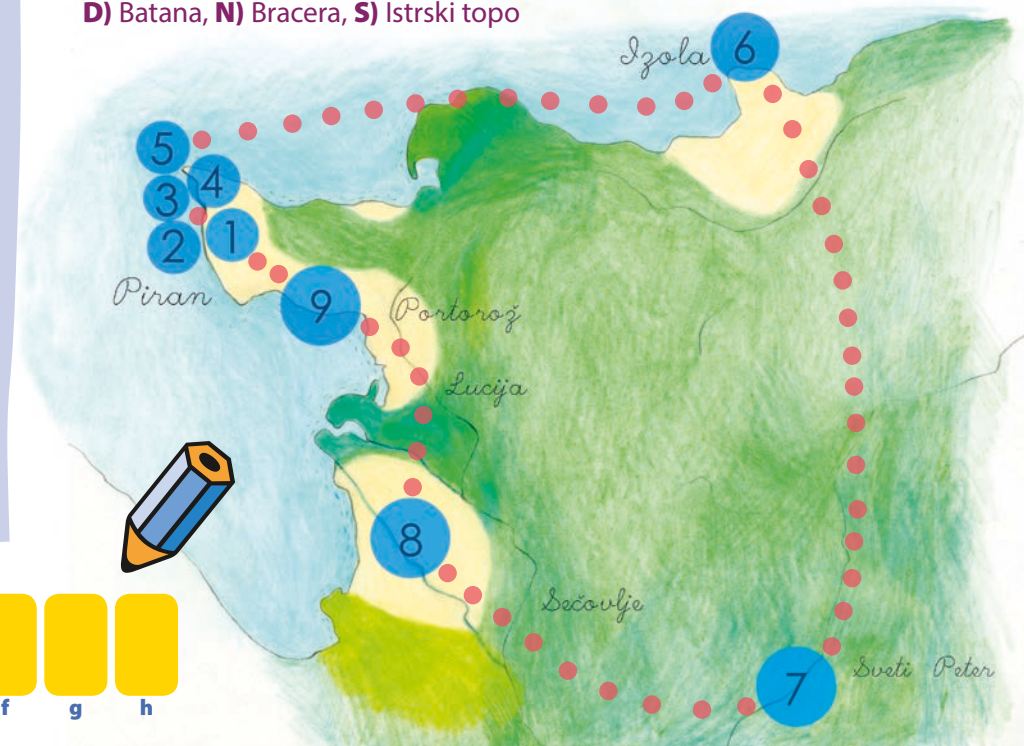 D) Batana, N) Bracera, S) Istrski topo
Izola 6
5
3 4
2 1
Piran 9 Portorož
Lucija
8
Sečovlje
7 Sveti Peter
f g h